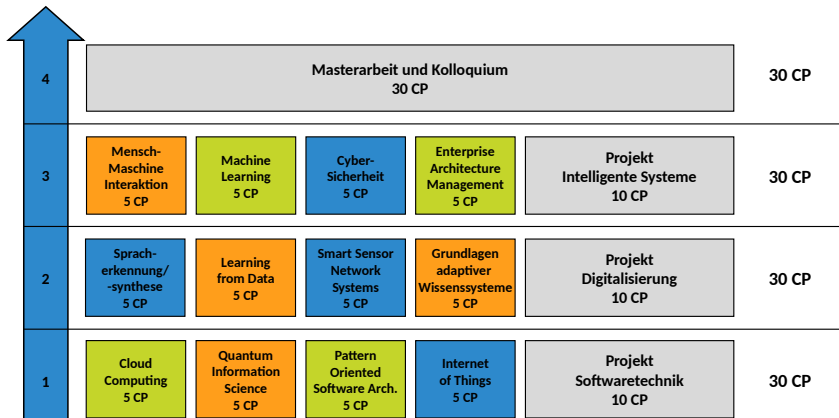 4
Masterarbeit und Kolloquium
30 CP
30 CP
3
Mensch-
Maschine
Interaktion
5 CP
Machine
Learning
5 CP
Cyber-
Sicherheit
5 CP
Enterprise
Architecture
Management
5 CP
Projekt
Intelligente Systeme
10 CP
30 CP
2
Sprach-
erkennung/
-synthese
5 CP
Learning
from Data
5 CP
Smart Sensor
Network
Systems
5 CP
Grundlagen
adaptiver
Wissenssysteme
5 CP
Projekt
Digitalisierung
10 CP
30 CP
1
Cloud
Computing
5 CP
Quantum
Information
Science
5 CP
Pattern
Oriented
Software Arch.
5 CP
Internet
of Things
5 CP
Projekt
Softwaretechnik
10 CP
30 CP